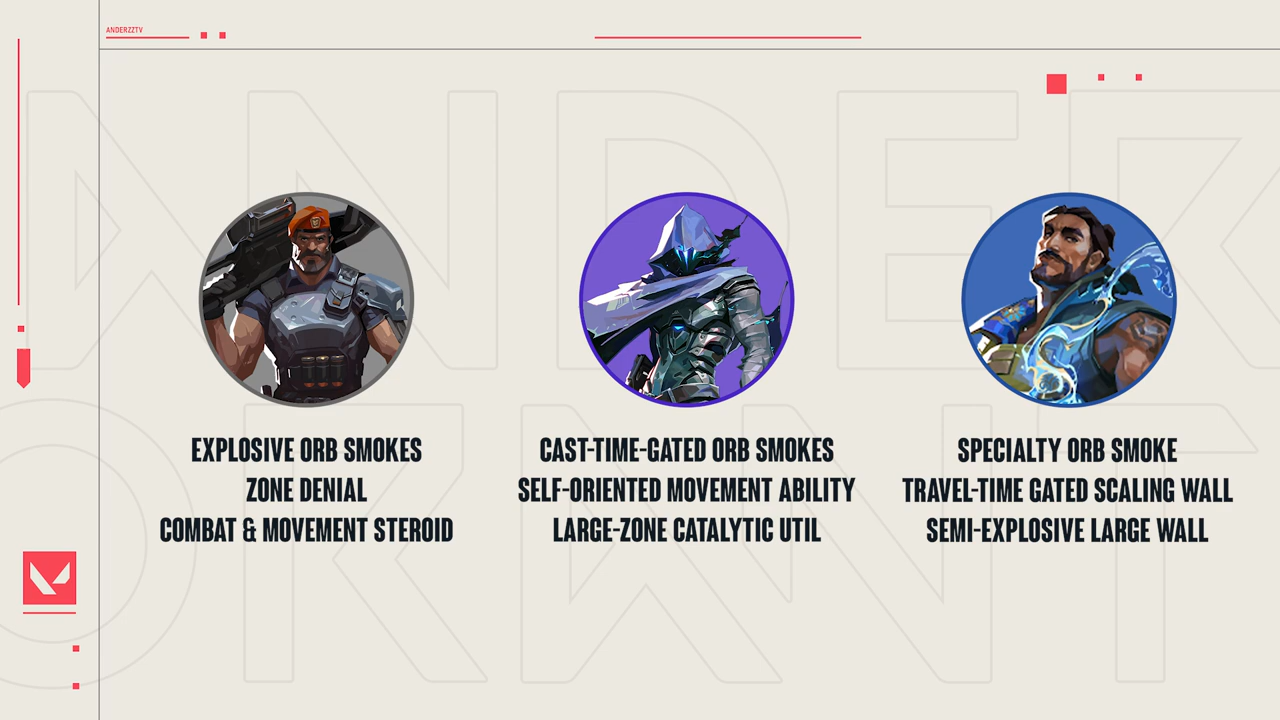 ANDERZZTV
EXPLOSIVE ORB SMOKES
ZONE DENIAL
COMBAT & MOVEMENT STEROID
CAST-TIME-GATED ORB SMOKES
SELF-ORIENTED MOVEMENT ABILITY
LARGE-ZONE CATALYTIC UTIL
SPECIALTY ORB SMOKE
TRAVEL-TIME GATED SCALING WALL
SEMI-EXPLOSIVE LARGE WALL